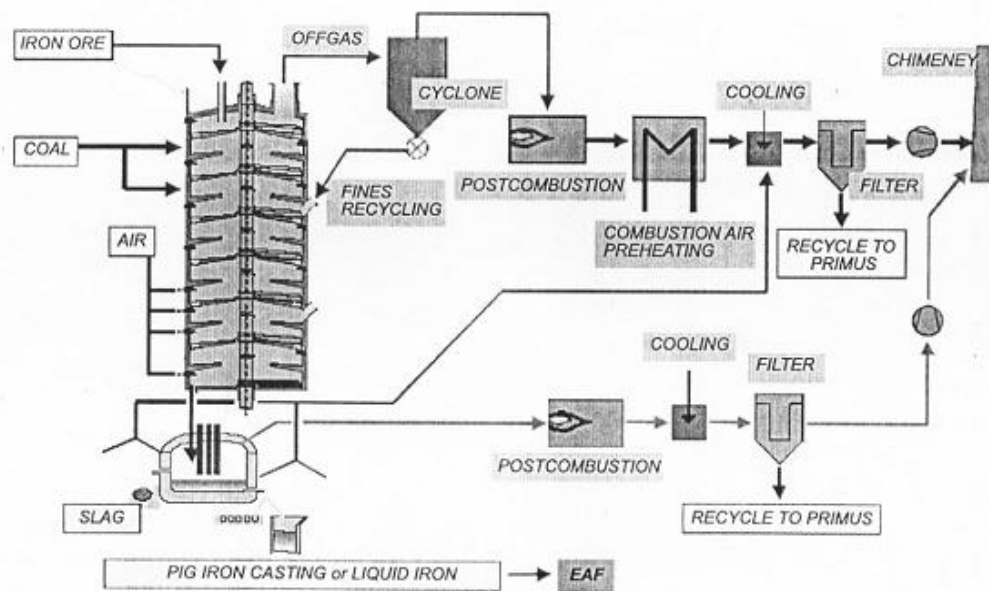 IRON ORE
OFFGAS
CHIMENEY
CYCLONE
COOLING
COAL
POSTCOMBUSTION
FILTER
FINES
RECYCLING
COMBUSTION AIR
PREHEATING
AIR
RECYCLE TO
PRIMUS
COOLING
FILTER
POSTCOMBUSTION
SLAG
RECYCLE TO PRIMUS
PIG IRON CASTING or LIQUID IRON
EAF